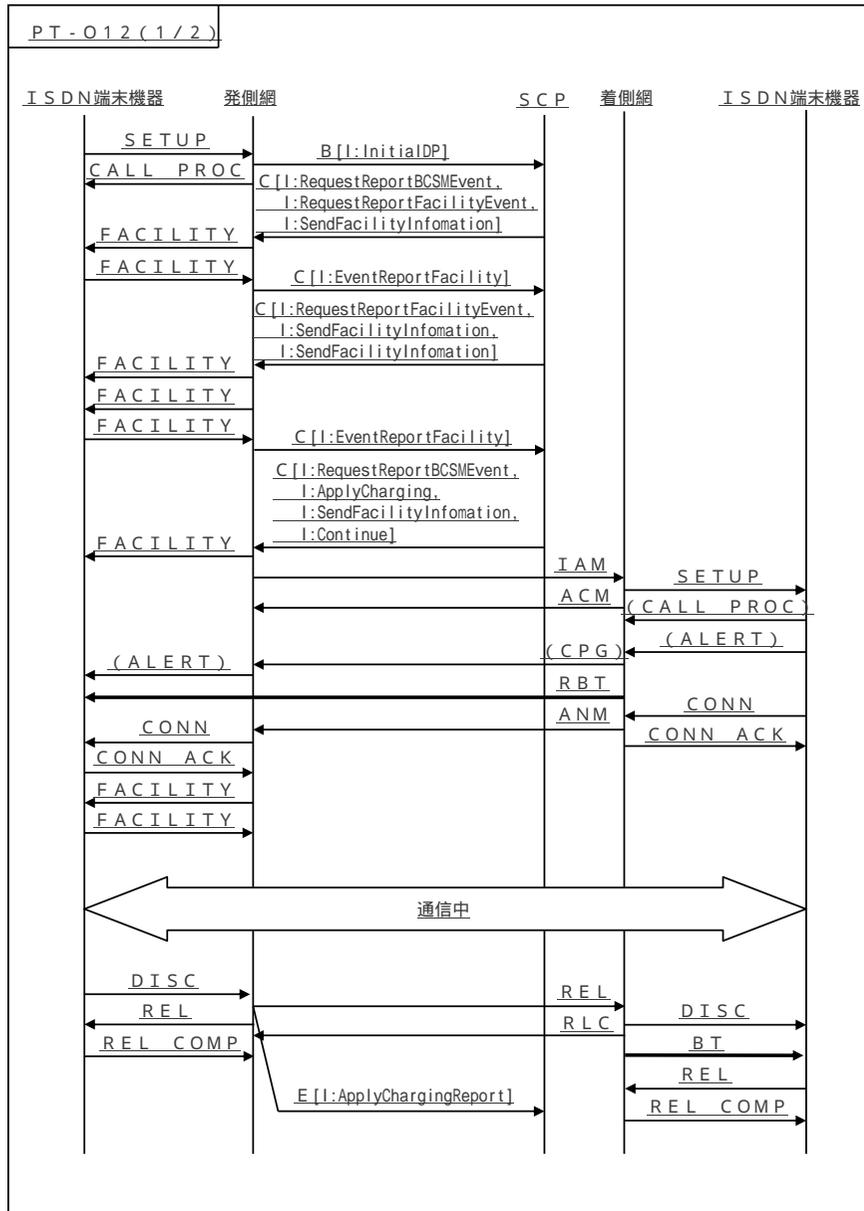 PT-O12(1/2)
ISDN端末機器 発側網 SCP 着側網 ISDN端末機器
SETUP
B[I:InitialDP]
CALL PROC
C[I:RequestReportBCSMEvent,
I:RequestReportFacilityEvent,
I:SendFacilityInfomation]
FACILITY
FACILITY
C[I:EventReportFacility]
C[I:RequestReportFacilityEvent,
I:SendFacilityInfomation,
I:SendFacilityInfomation]
FACILITY
FACILITY
FACILITY
C[I:EventReportFacility]
C[I:RequestReportBCSMEvent,
I:ApplyCharging,
I:SendFacilityInfomation,
I:Continue]
FACILITY
IAM
SETUP
ACM
(CALL PROC)
(ALERT)
(CPG)
(ALERT)
RBT
CONN
ANM
CONN
CONN ACK
CONN ACK
FACILITY
FACILITY
通信中
DISC
REL
REL
DISC
RLC
REL COMP
BT
REL
E[I:ApplyChargingReport]
REL COMP